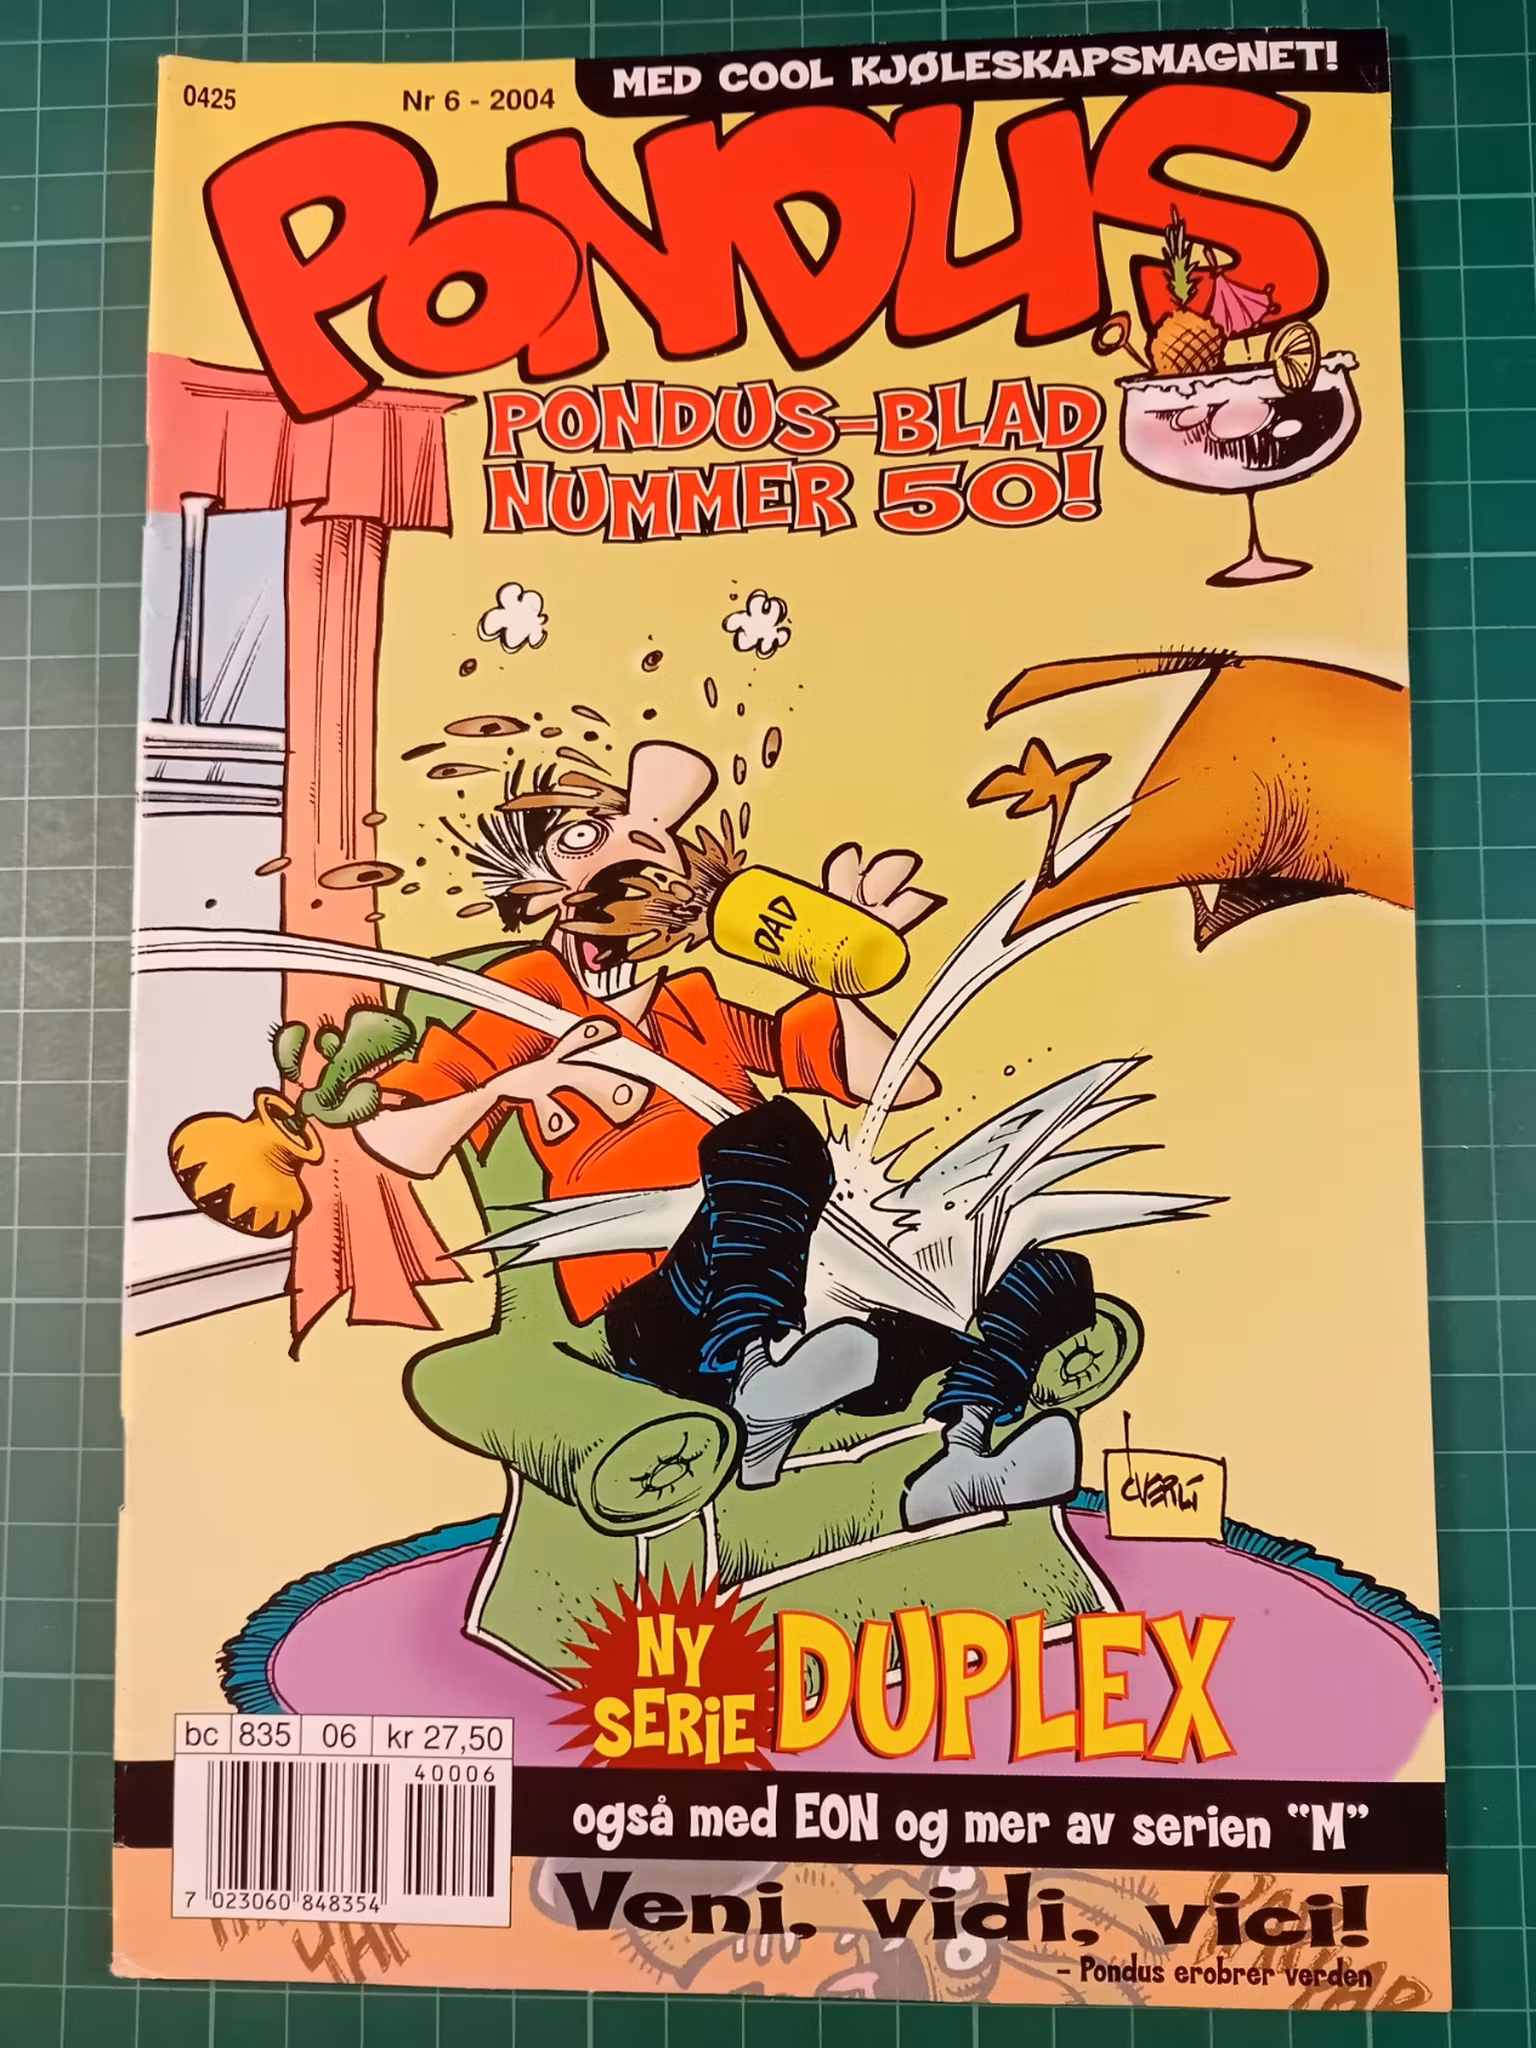 MED COOL KJØLESKAPSMAGNET!
0425
Nr 6 - 2004
PONDUS
PONDUS-BLAD
NUMMER 50!
DAD
ØVERLI
NY
SERIE
DUPLEX
bc 835 06 kr 27,50
40006
7 023060 848354
også med EON og mer av serien “M”
Veni, vidi, vici!
– Pondus erobrer verden